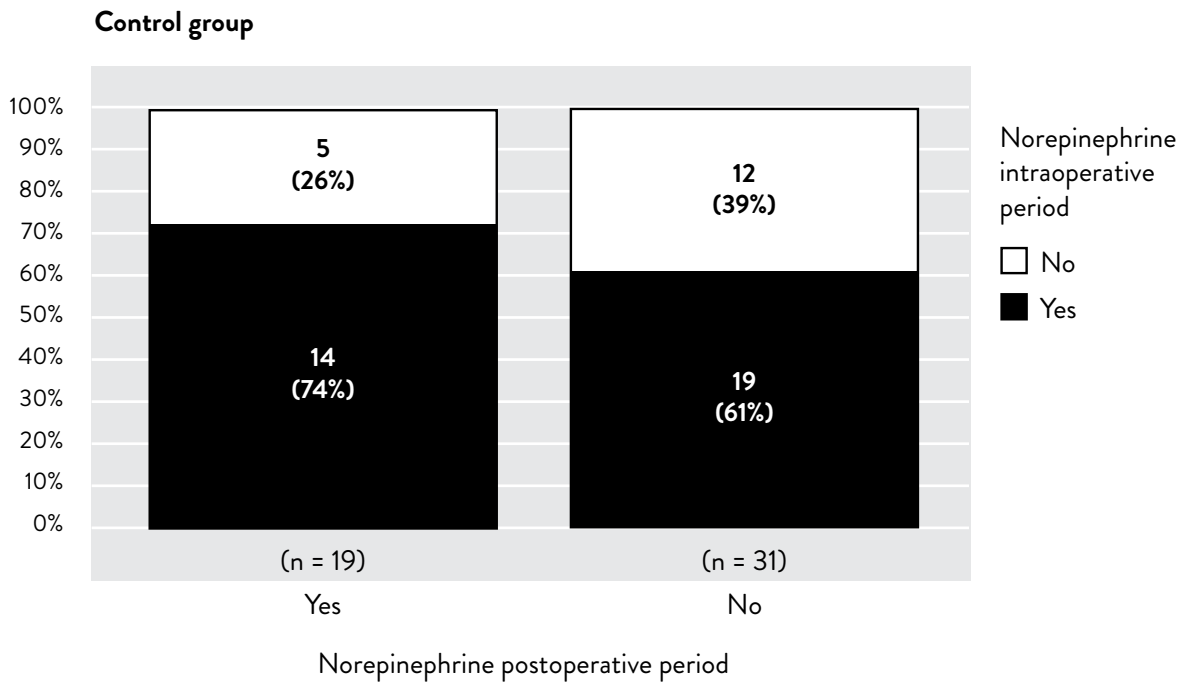 Control group
100%
90%
80%
70%
60%
50%
40%
30%
20%
10%
0%
5
(26%)
14
(74%)
12
(39%)
19
(61%)
(n = 19)
(n = 31)
Yes
No
Norepinephrine postoperative period
Norepinephrine
intraoperative
period
No
Yes